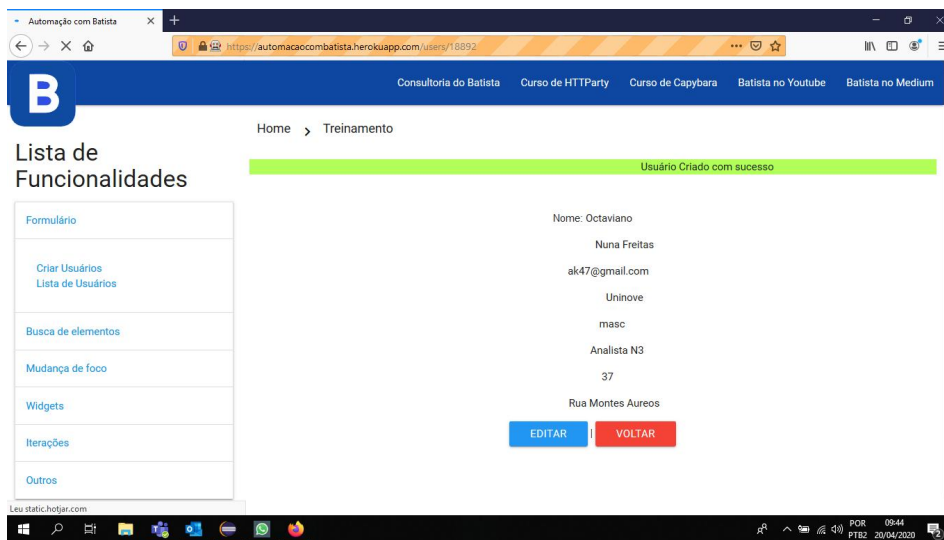 Automação com Batista
https://automacaocombatista.herokuapp.com/users/18892
B
Consultoria do Batista Curso de HTTParty Curso de Capybara Batista no Youtube Batista no Medium
Home > Treinamento
Lista de
Funcionalidades
Usuário Criado com sucesso
Formulário
Criar Usuários
Lista de Usuários
Busca de elementos
Mudança de foco
Widgets
Iterações
Outros
Nome: Octaviano
Nuna Freitas
ak47@gmail.com
Uninove
masc
Analista N3
37
Rua Montes Aureos
EDITAR | VOLTAR
Leu static.hotjar.com
POR 09:44
PTB2 20/04/2020